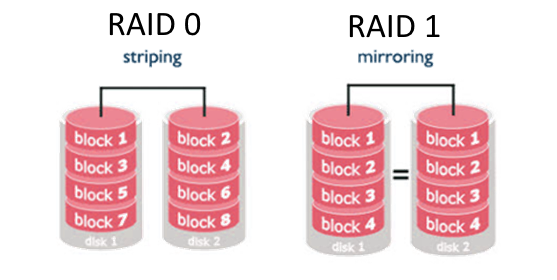 RAID 0
striping
block 1
block 3
block 5
block 7
disk 1
block 2
block 4
block 6
block 8
disk 2
RAID 1
mirroring
block 1
block 2
block 3
block 4
disk 1
=
block 1
block 2
block 3
block 4
disk 2